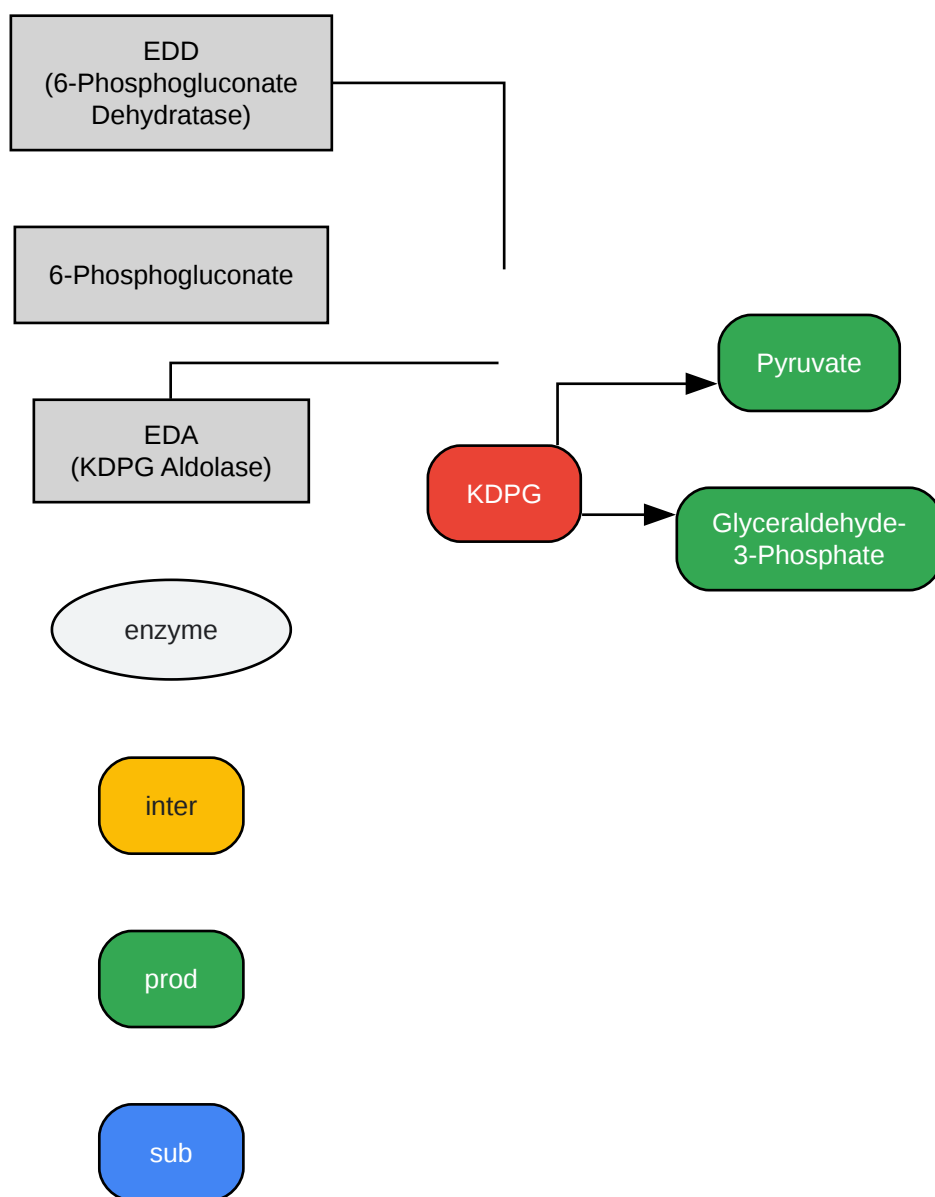 EDD
(6-Phosphogluconate
Dehydratase)
6-Phosphogluconate
Pyruvate
EDA
(KDPG Aldolase)
KDPG
Glyceraldehyde-
3-Phosphate
enzyme
inter
prod
sub